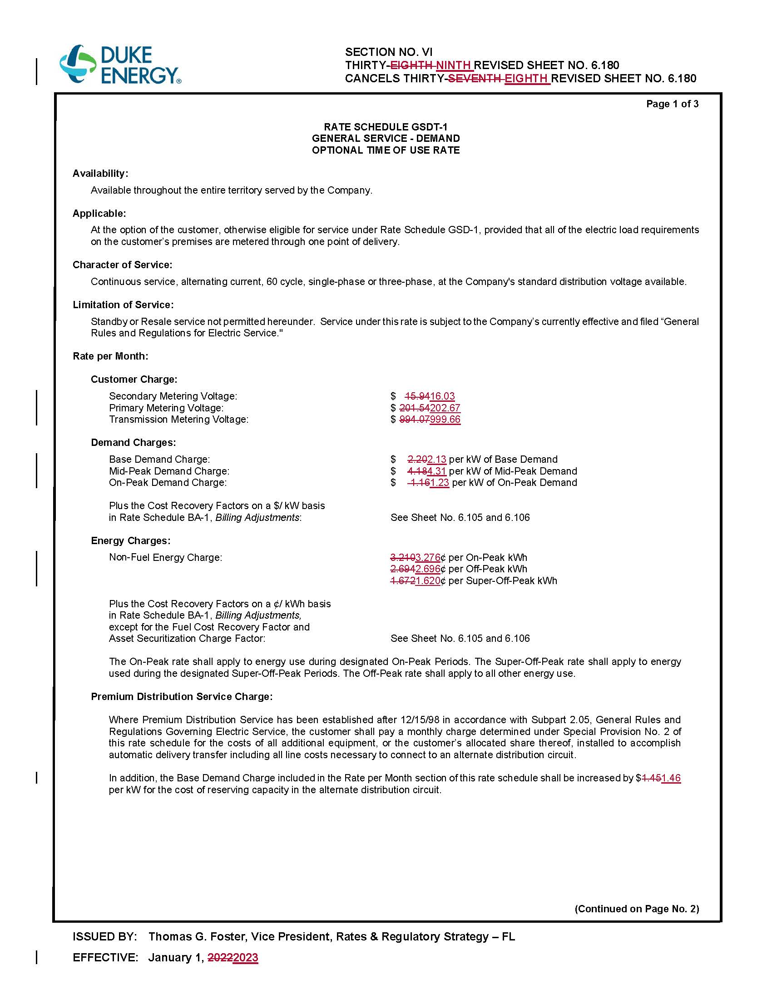 DUKE
ENERGY®
SECTION NO. VI
THIRTY-EIGHTH NINTH REVISED SHEET NO. 6.180
CANCELS THIRTY-SEVENTH EIGHTH REVISED SHEET NO. 6.180
Page 1 of 3
RATE SCHEDULE GSDT-1
GENERAL SERVICE - DEMAND
OPTIONAL TIME OF USE RATE
Availability:
Available throughout the entire territory served by the Company.
Applicable:
At the option of the customer, otherwise eligible for service under Rate Schedule GSD-1, provided that all of the electric load requirements
on the customer's premises are metered through one point of delivery.
Character of Service:
Continuous service, alternating current, 60 cycle, single-phase or three-phase, at the Company's standard distribution voltage available.
Limitation of Service:
Standby or Resale service not permitted hereunder. Service under this rate is subject to the Company's currently effective and filed “General
Rules and Regulations for Electric Service."
Rate per Month:
Customer Charge:
Secondary Metering Voltage: $ 15.9416.03
Primary Metering Voltage: $ 201.54202.67
Transmission Metering Voltage: $ 994.07999.66
Demand Charges:
Base Demand Charge: $ 2.202.13 per kW of Base Demand
Mid-Peak Demand Charge: $ 4.184.31 per kW of Mid-Peak Demand
On-Peak Demand Charge: $ 1.161.23 per kW of On-Peak Demand
Plus the Cost Recovery Factors on a $/ kW basis
in Rate Schedule BA-1, Billing Adjustments: See Sheet No. 6.105 and 6.106
Energy Charges:
Non-Fuel Energy Charge: 3.2103.276¢ per On-Peak kWh
2.6942.696¢ per Off-Peak kWh
1.6721.620¢ per Super-Off-Peak kWh
Plus the Cost Recovery Factors on a ¢/ kWh basis
in Rate Schedule BA-1, Billing Adjustments,
except for the Fuel Cost Recovery Factor and
Asset Securitization Charge Factor: See Sheet No. 6.105 and 6.106
The On-Peak rate shall apply to energy use during designated On-Peak Periods. The Super-Off-Peak rate shall apply to energy
used during the designated Super-Off-Peak Periods. The Off-Peak rate shall apply to all other energy use.
Premium Distribution Service Charge:
Where Premium Distribution Service has been established after 12/15/98 in accordance with Subpart 2.05, General Rules and
Regulations Governing Electric Service, the customer shall pay a monthly charge determined under Special Provision No. 2 of
this rate schedule for the costs of all additional equipment, or the customer's allocated share thereof, installed to accomplish
automatic delivery transfer including all line costs necessary to connect to an alternate distribution circuit.
In addition, the Base Demand Charge included in the Rate per Month section of this rate schedule shall be increased by $1.451.46
per kW for the cost of reserving capacity in the alternate distribution circuit.
(Continued on Page No. 2)
ISSUED BY: Thomas G. Foster, Vice President, Rates & Regulatory Strategy – FL
EFFECTIVE: January 1, 20222023